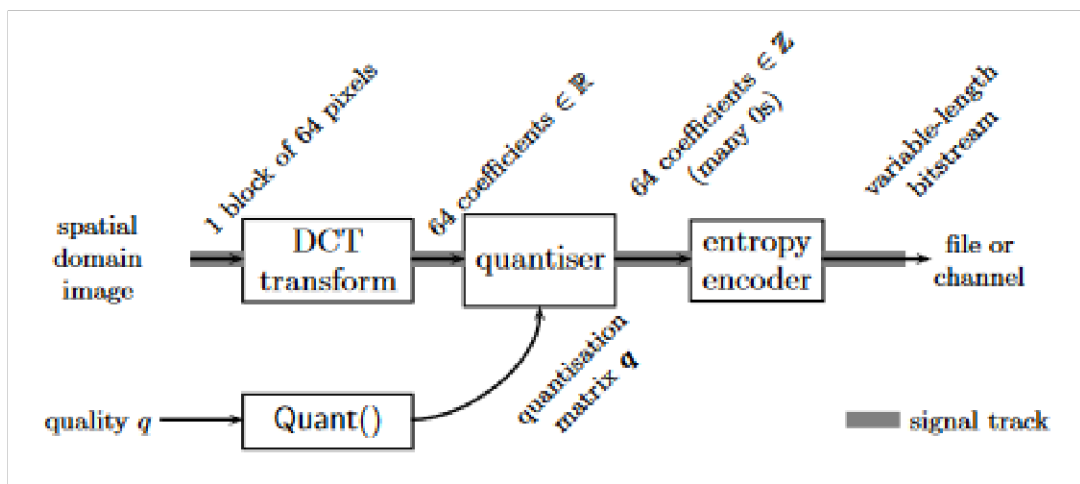 1 block of 64 pixels
64 coefficients ∈ ℝ
64 coefficients ∈ ℤ
(many 0s)
variable-length
bitstream
spatial
domain
image
DCT
transform
quantiser
entropy
encoder
file or
channel
quantisation
matrix q
quality q
Quant()
signal track